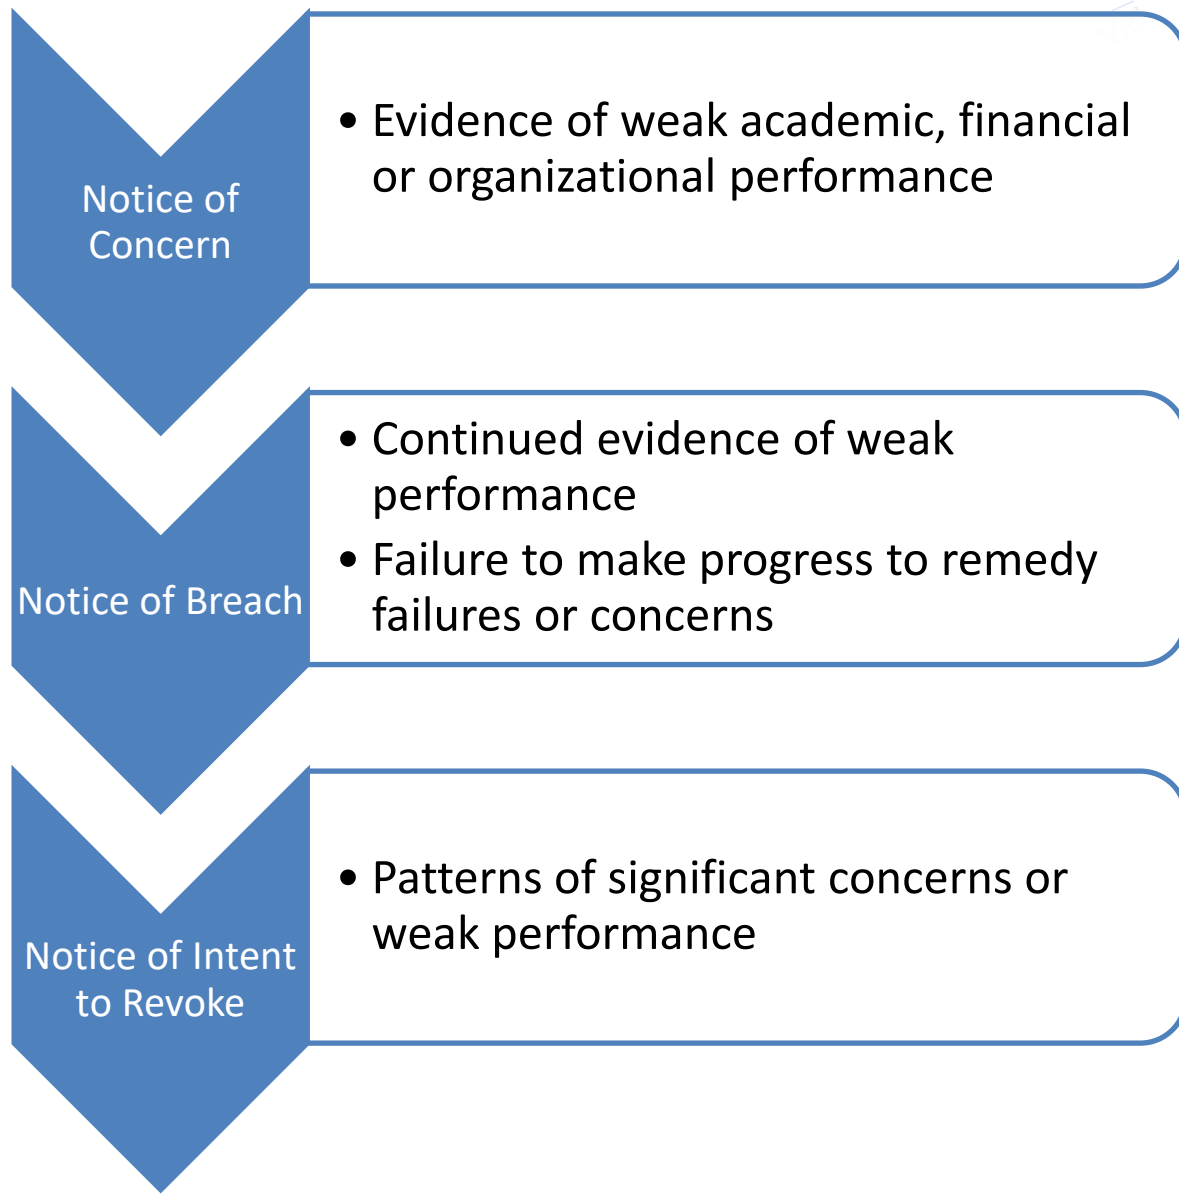 Notice of
Concern
• Evidence of weak academic, financial
or organizational performance
Notice of Breach
• Continued evidence of weak
performance
• Failure to make progress to remedy
failures or concerns
Notice of Intent
to Revoke
• Patterns of significant concerns or
weak performance